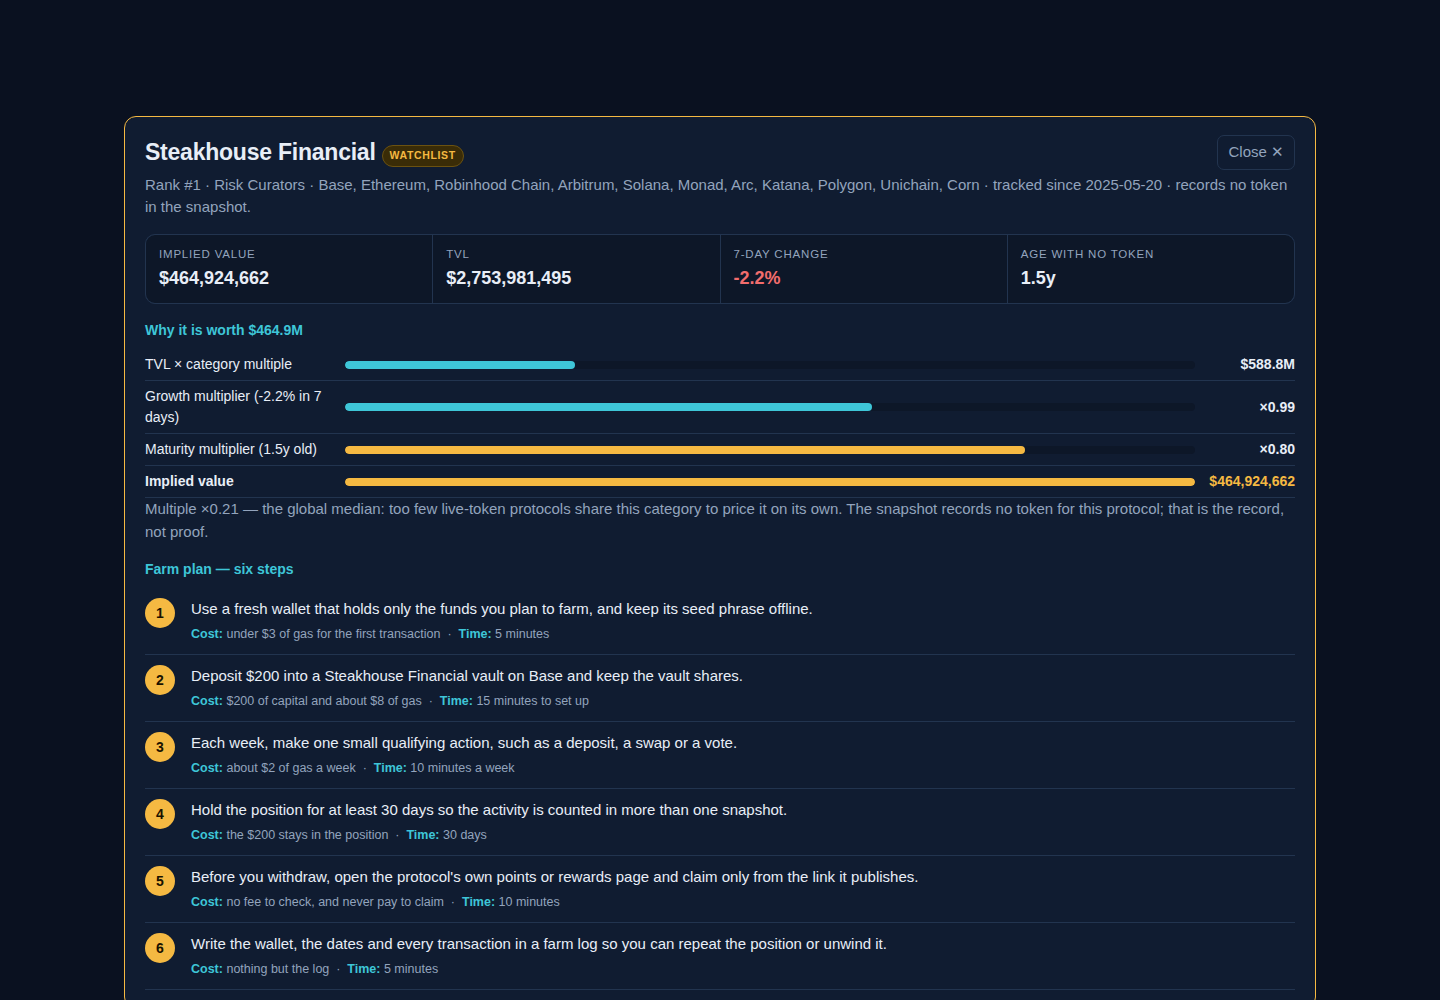 Steakhouse Financial WATCHLIST
Close ✕
Rank #1 · Risk Curators · Base, Ethereum, Robinhood Chain, Arbitrum, Solana, Monad, Arc, Katana, Polygon, Unichain, Corn · tracked since 2025-05-20 · records no token
in the snapshot.
IMPLIED VALUE
$464,924,662
TVL
$2,753,981,495
7-DAY CHANGE
-2.2%
AGE WITH NO TOKEN
1.5y
Why it is worth $464.9M
TVL × category multiple $588.8M
Growth multiplier (-2.2% in 7
days) ×0.99
Maturity multiplier (1.5y old) ×0.80
Implied value $464,924,662
Multiple ×0.21 — the global median: too few live-token protocols share this category to price it on its own. The snapshot records no token for this protocol; that is the record,
not proof.
Farm plan — six steps
1 Use a fresh wallet that holds only the funds you plan to farm, and keep its seed phrase offline.
Cost: under $3 of gas for the first transaction · Time: 5 minutes
2 Deposit $200 into a Steakhouse Financial vault on Base and keep the vault shares.
Cost: $200 of capital and about $8 of gas · Time: 15 minutes to set up
3 Each week, make one small qualifying action, such as a deposit, a swap or a vote.
Cost: about $2 of gas a week · Time: 10 minutes a week
4 Hold the position for at least 30 days so the activity is counted in more than one snapshot.
Cost: the $200 stays in the position · Time: 30 days
5 Before you withdraw, open the protocol's own points or rewards page and claim only from the link it publishes.
Cost: no fee to check, and never pay to claim · Time: 10 minutes
6 Write the wallet, the dates and every transaction in a farm log so you can repeat the position or unwind it.
Cost: nothing but the log · Time: 5 minutes